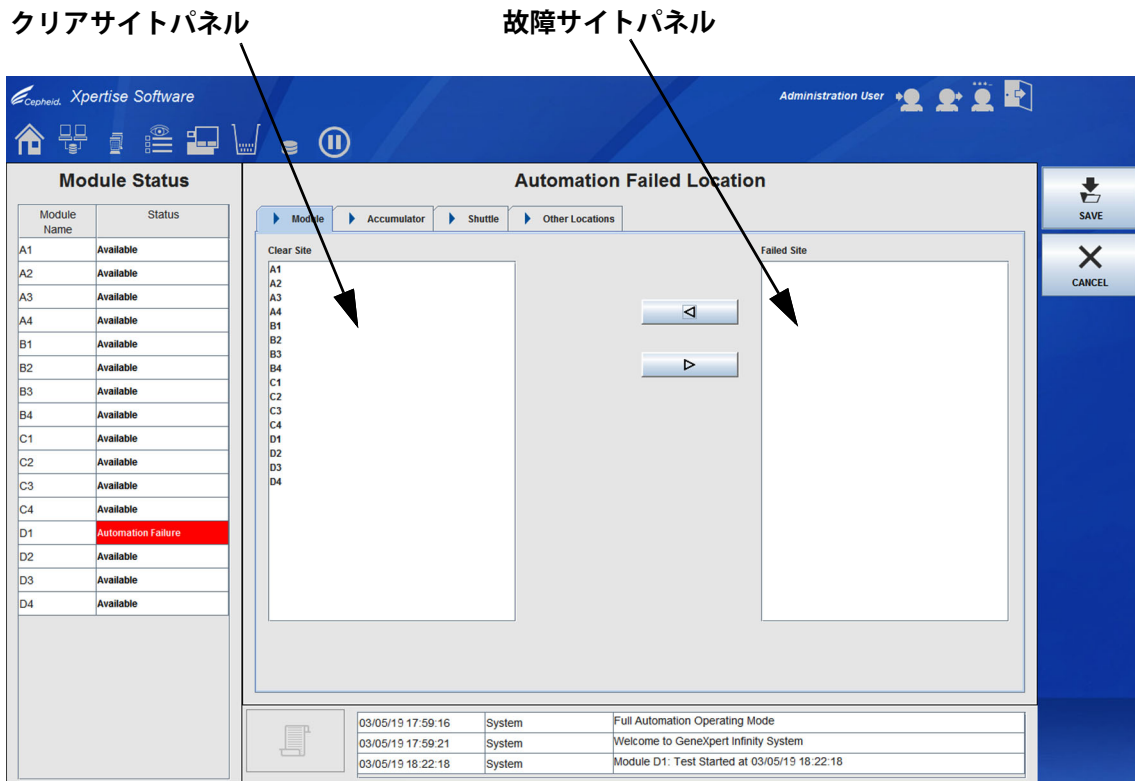 クリアサイトパネル
故障サイトパネル
Cepheid. Xpertise Software
Administration User
Module Status
Module Name
Status
A1 Available
A2 Available
A3 Available
A4 Available
B1 Available
B2 Available
B3 Available
B4 Available
C1 Available
C2 Available
C3 Available
C4 Available
D1 Automation Failure
D2 Available
D3 Available
D4 Available
Automation Failed Location
Module
Accumulator
Shuttle
Other Locations
Clear Site
A1
A2
A3
A4
B1
B2
B3
B4
C1
C2
C3
C4
D1
D2
D3
D4
Failed Site
SAVE
CANCEL
03/05/19 17:59:16 System Full Automation Operating Mode
03/05/19 17:59:21 System Welcome to GeneXpert Infinity System
03/05/19 18:22:18 System Module D1: Test Started at 03/05/19 18:22:18